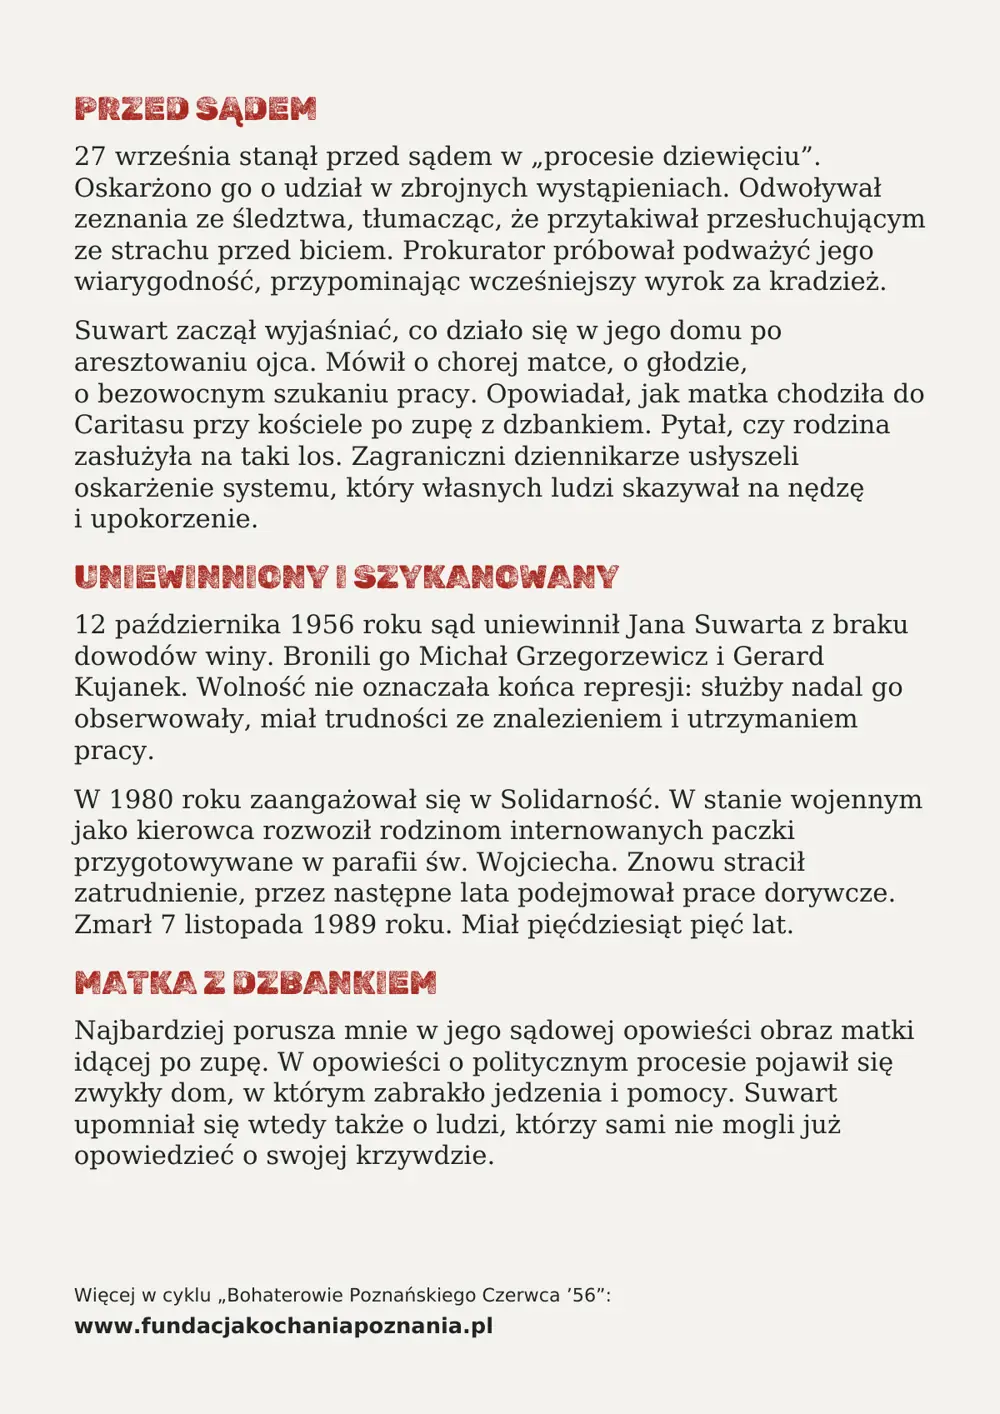 PRZED SĄDEM
27 września stanął przed sądem w „procesie dziewięciu”.
Oskarżono go o udział w zbrojnych wystąpieniach. Odwoływał
zeznania ze śledztwa, tłumacząc, że przytakiwał przesłuchującym
ze strachu przed biciem. Prokurator próbował podważyć jego
wiarygodność, przypominając wcześniejszy wyrok za kradzież.
Suwart zaczął wyjaśniać, co działo się w jego domu po
aresztowaniu ojca. Mówił o chorej matce, o głodzie,
o bezowocnym szukaniu pracy. Opowiadał, jak matka chodziła do
Caritasu przy kościele po zupę z dzbankiem. Pytał, czy rodzina
zasłużyła na taki los. Zagraniczni dziennikarze usłyszeli
oskarżenie systemu, który własnych ludzi skazywał na nędzę
i upokorzenie.
UNIEWINNIONY I SZYKANOWANY
12 października 1956 roku sąd uniewinnił Jana Suwarta z braku
dowodów winy. Bronili go Michał Grzegorzewicz i Gerard
Kujanek. Wolność nie oznaczała końca represji: służby nadal go
obserwowały, miał trudności ze znalezieniem i utrzymaniem
pracy.
W 1980 roku zaangażował się w Solidarność. W stanie wojennym
jako kierowca rozwoził rodzinom internowanych paczki
przygotowywane w parafii św. Wojciecha. Znowu stracił
zatrudnienie, przez następne lata podejmował prace dorywcze.
Zmarł 7 listopada 1989 roku. Miał pięćdziesiąt pięć lat.
MATKA Z DZBANKIEM
Najbardziej porusza mnie w jego sądowej opowieści obraz matki
idącej po zupę. W opowieści o politycznym procesie pojawił się
zwykły dom, w którym zabrakło jedzenia i pomocy. Suwart
upomniał się wtedy także o ludzi, którzy sami nie mogli już
opowiedzieć o swojej krzywdzie.
Więcej w cyklu „Bohaterowie Poznańskiego Czerwca ’56”:
www.fundacjakochaniapoznania.pl